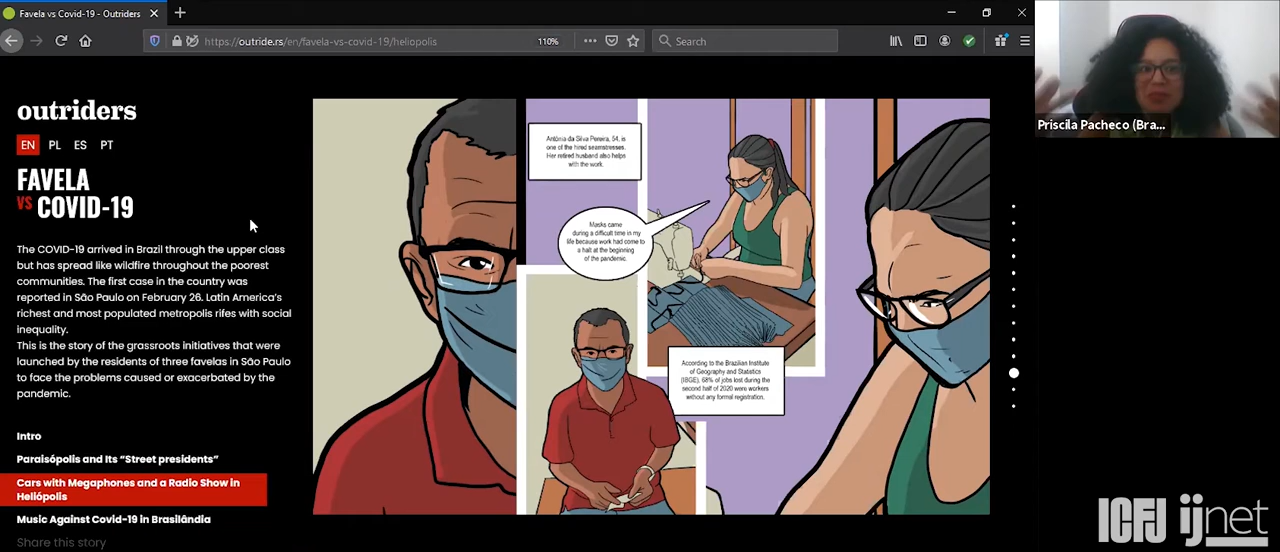 Favela vs Covid-19 - Outriders
https://outride.rs/en/favela-vs-covid-19/heliopolis
110%
Search
Priscila Pacheco (Bra...
outriders
EN PL ES PT
FAVELA
VS COVID-19
The COVID-19 arrived in Brazil through the upper class
but has spread like wildfire throughout the poorest
communities. The first case in the country was
reported in São Paulo on February 26. Latin America's
richest and most populated metropolis rifes with social
inequality.
This is the story of the grassroots initiatives that were
launched by the residents of three favelas in São Paulo
to face the problems caused or exacerbated by the
pandemic.
Intro
Paraisópolis and Its “Street presidents”
Cars with Megaphones and a Radio Show in
Heliópolis
Music Against Covid-19 in Brasilândia
Share this story
Antônia da Silva Pereira, 54, is
one of the hired seamstresses.
Her retired husband also helps
with the work.
Masks came
during a difficult time in my
life because work had come to
a halt at the beginning
of the pandemic.
According to the Brazilian Institute
of Geography and Statistics
(IBGE), 68% of jobs lost during the
second half of 2020 were workers
without any formal registration.
ICFJ ijnet